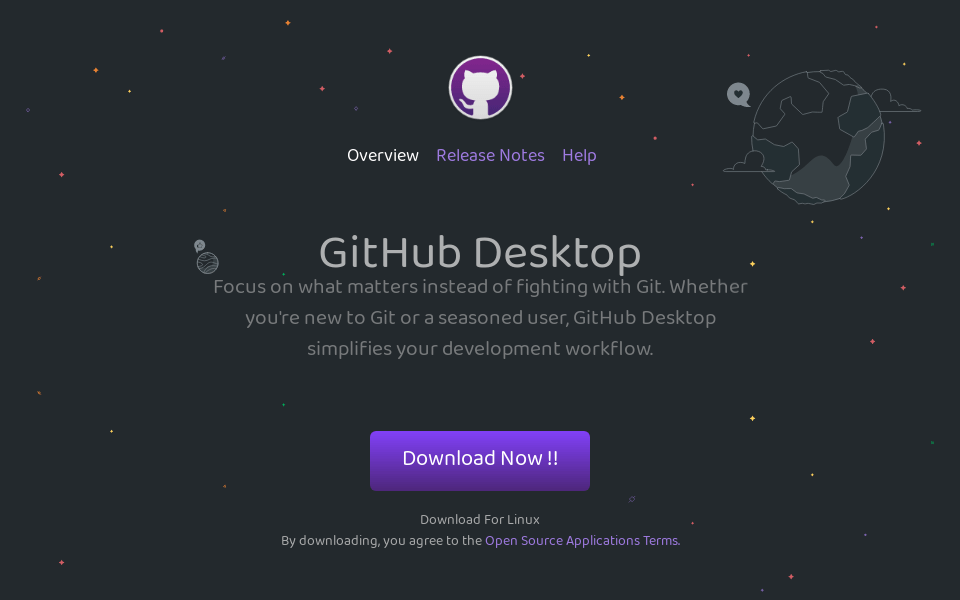 Overview Release Notes Help
GitHub Desktop
Focus on what matters instead of fighting with Git. Whether
you're new to Git or a seasoned user, GitHub Desktop
simplifies your development workflow.
Download Now !!
Download For Linux
By downloading, you agree to the Open Source Applications Terms.